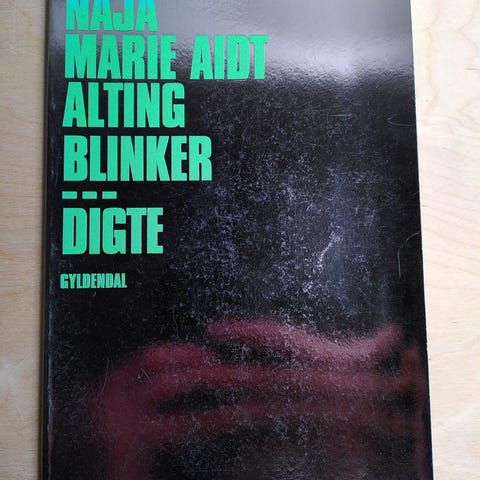 NAJA
MARIE AIDT
ALTING
BLINKER
---
DIGTE
GYLDENDAL